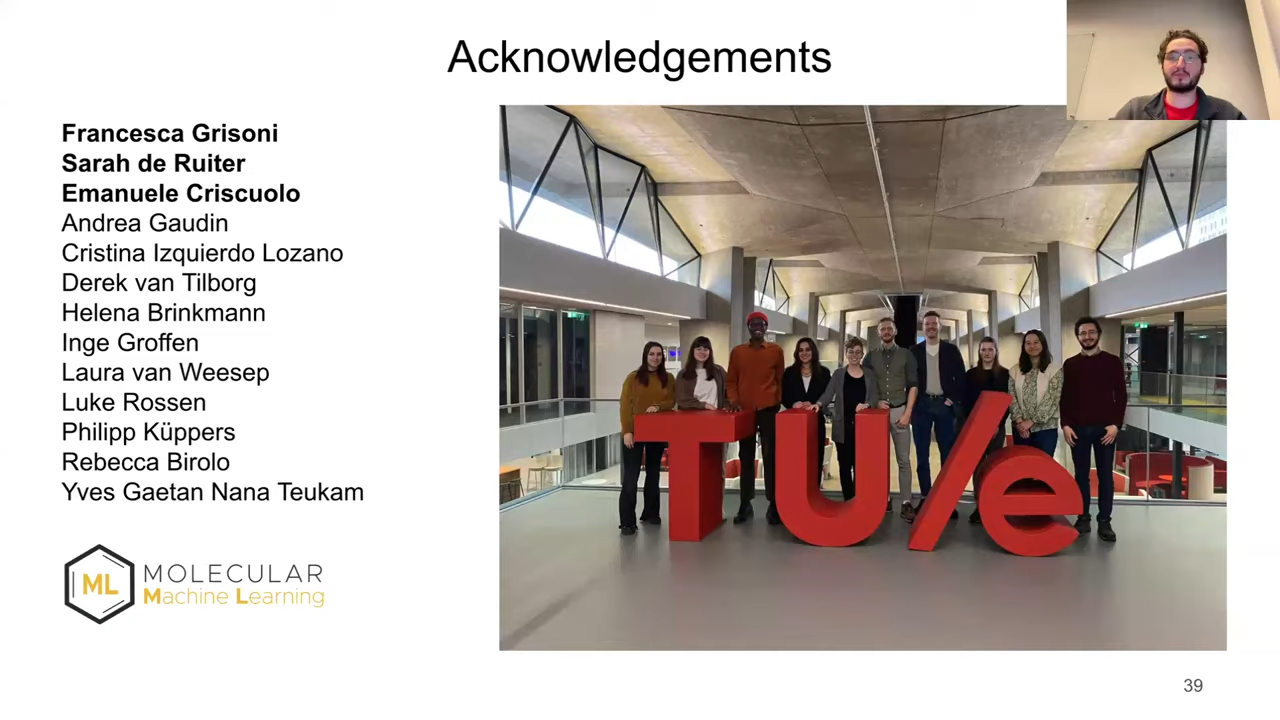 Acknowledgements
Francesca Grisoni
Sarah de Ruiter
Emanuele Criscuolo
Andrea Gaudin
Cristina Izquierdo Lozano
Derek van Tilborg
Helena Brinkmann
Inge Groffen
Laura van Weesep
Luke Rossen
Philipp Küppers
Rebecca Birolo
Yves Gaetan Nana Teukam
ML
MOLECULAR
Machine Learning
TU/e
39